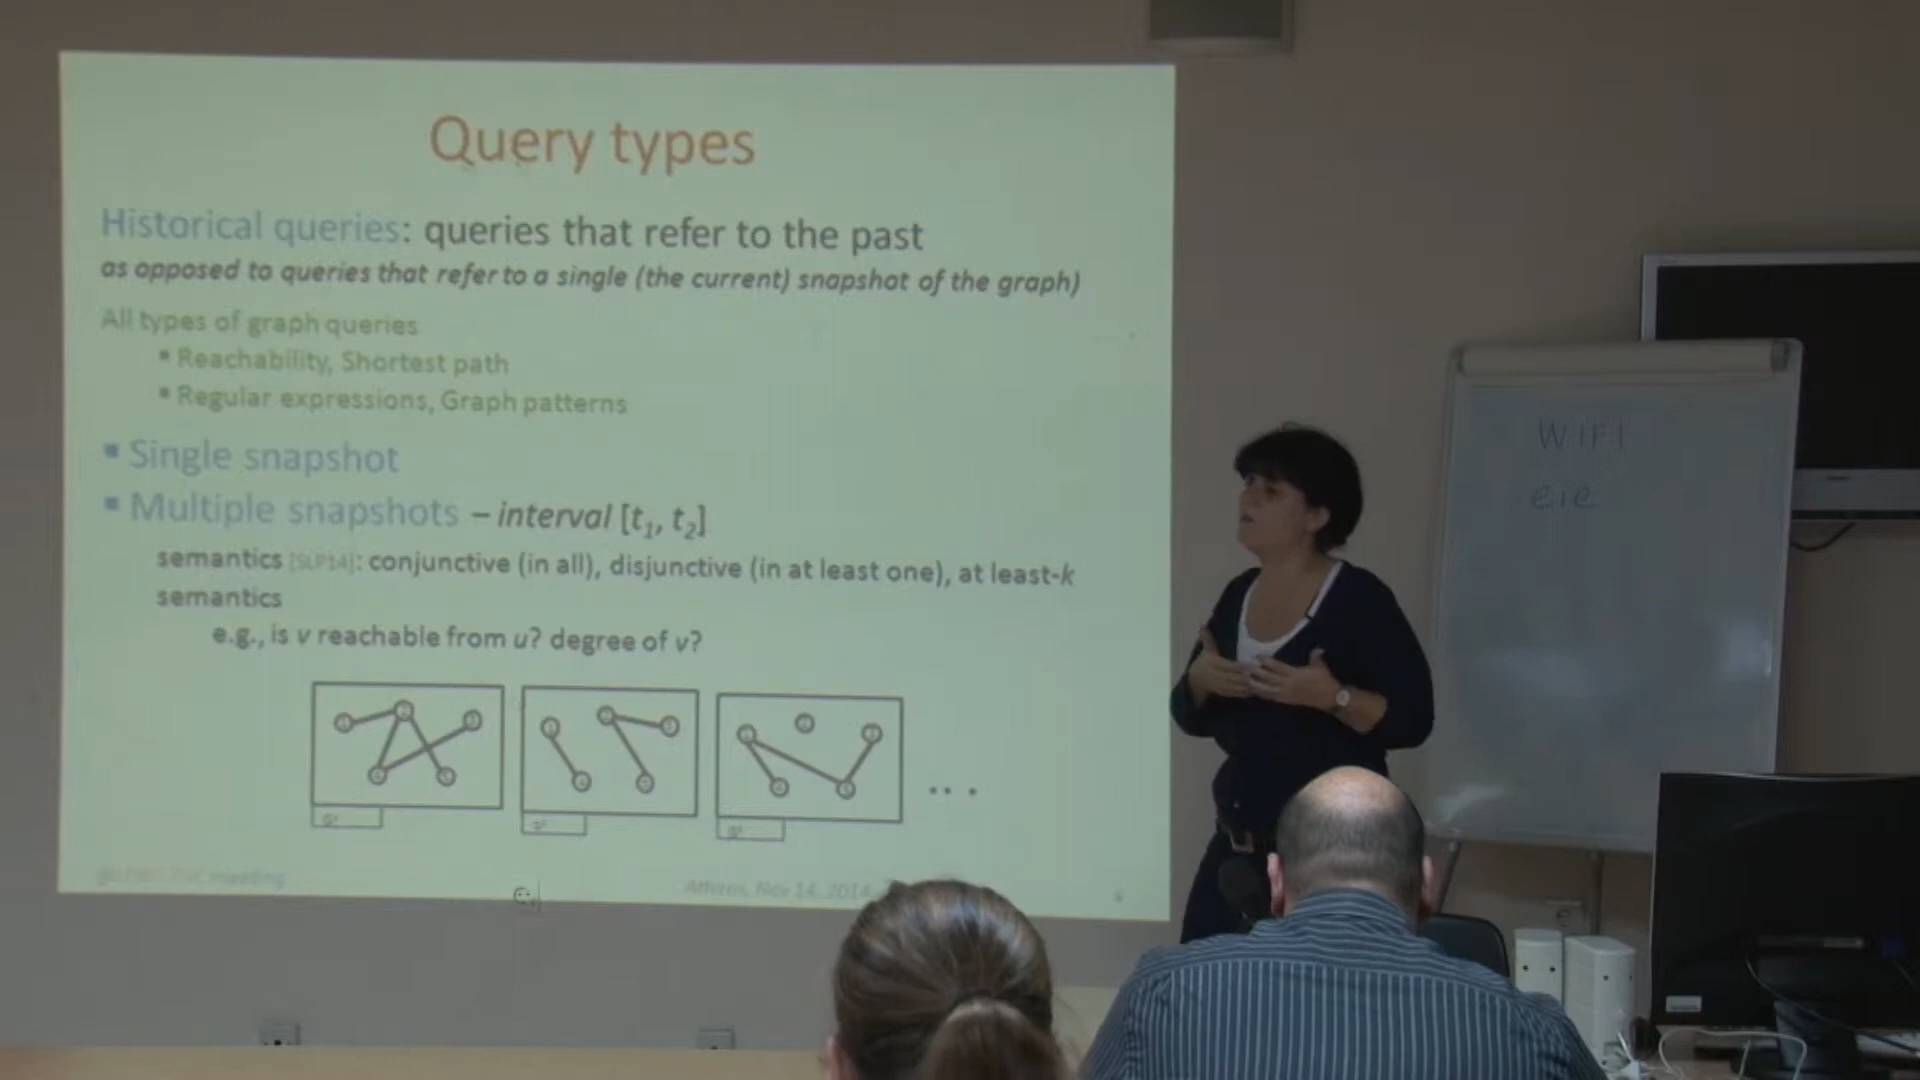 Query types
Historical queries: queries that refer to the past
as opposed to queries that refer to a single (the current) snapshot of the graph)
All types of graph queries
▪ Reachability, Shortest path
▪ Regular expressions, Graph patterns
▪ Single snapshot
▪ Multiple snapshots – interval [t1, t2]
semantics [SLP14]: conjunctive (in all), disjunctive (in at least one), at least-k
semantics
e.g., is v reachable from u? degree of v?
...
meeting
Athens, Nov 14, 2014
WIFI
eie